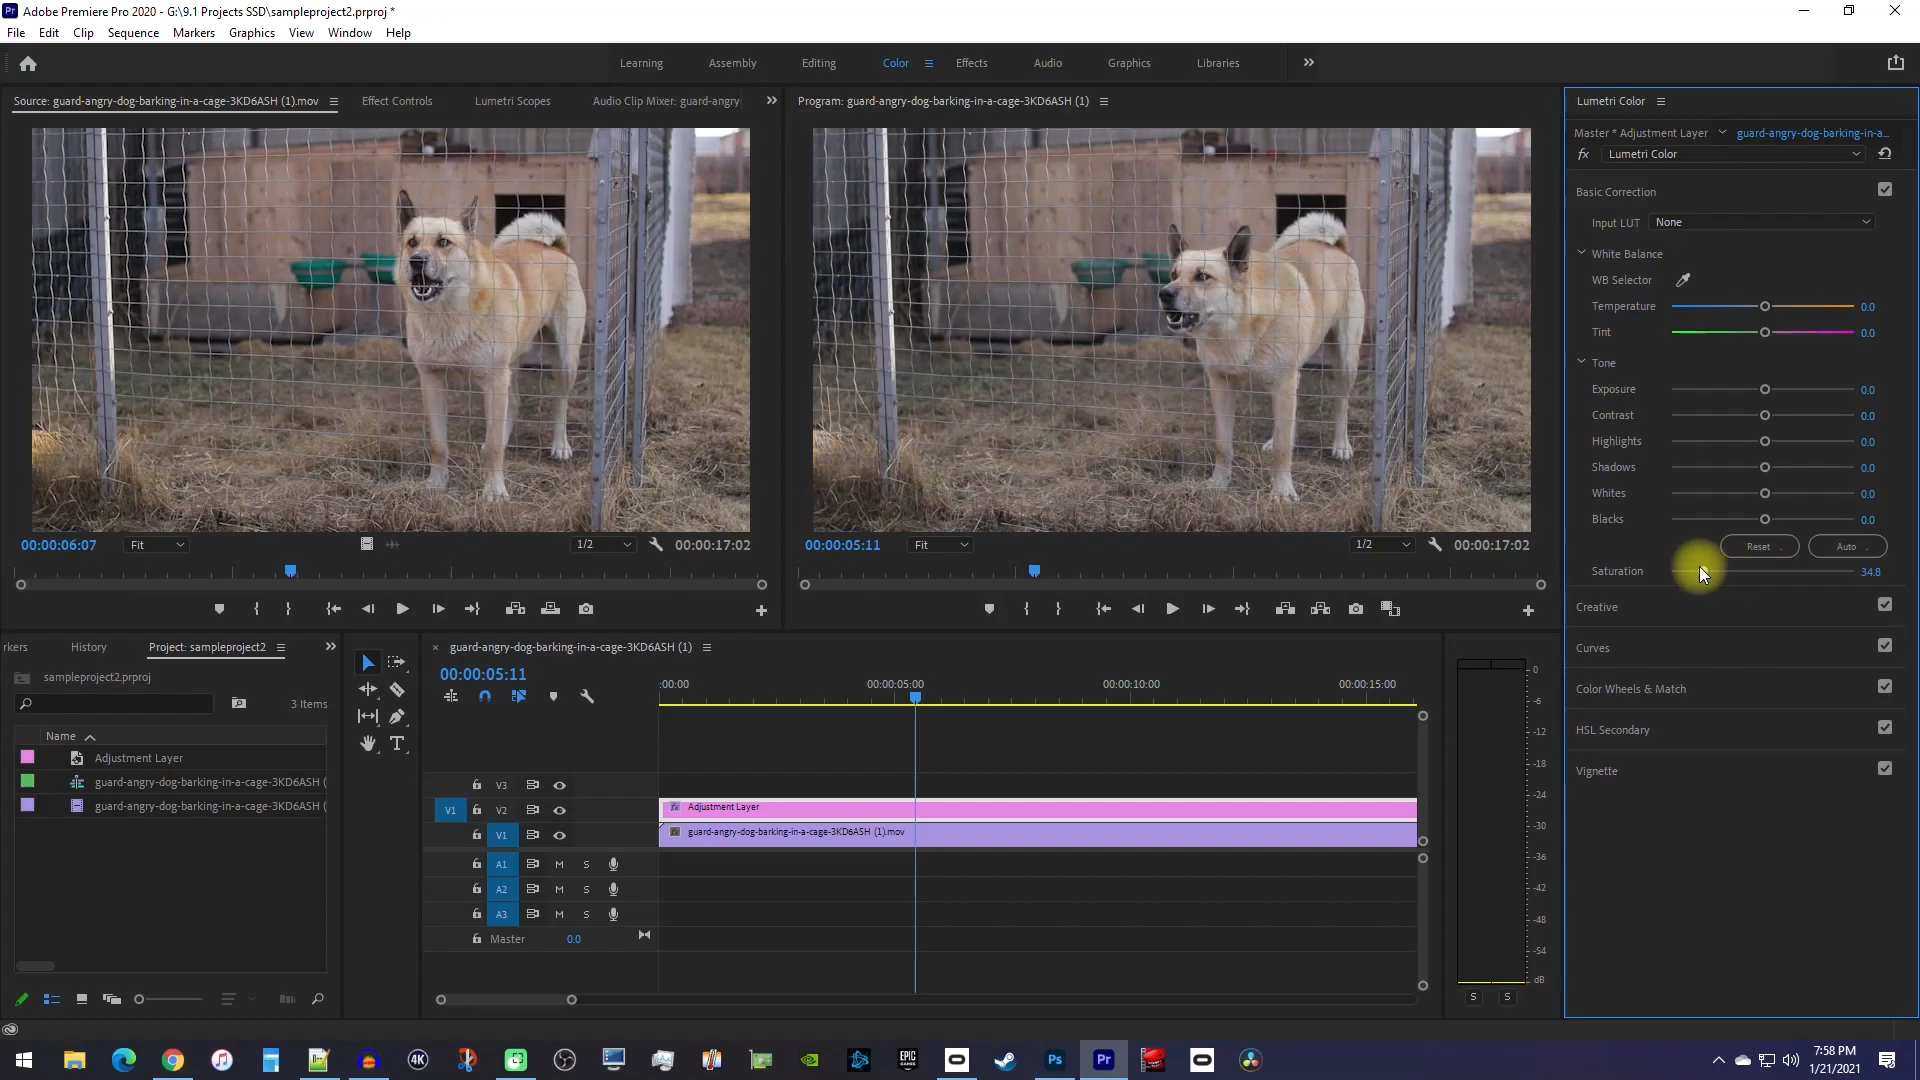 Pr Adobe Premiere Pro 2020 - G:\9.1 Projects SSD\sampleproject2.prproj *
File Edit Clip Sequence Markers Graphics View Window Help
Learning Assembly Editing Color Effects Audio Graphics Libraries
Source: guard-angry-dog-barking-in-a-cage-3KD6ASH (1).mov Effect Controls Lumetri Scopes Audio Clip Mixer: guard-angry
Program: guard-angry-dog-barking-in-a-cage-3KD6ASH (1)
00:00:06:07 Fit 1/2 00:00:17:02
00:00:05:11 Fit 1/2 00:00:17:02
Lumetri Color
Master * Adjustment Layer guard-angry-dog-barking-in-a...
fx Lumetri Color
Basic Correction
Input LUT None
White Balance
WB Selector
Temperature 0.0
Tint 0.0
Tone
Exposure 0.0
Contrast 0.0
Highlights 0.0
Shadows 0.0
Whites 0.0
Blacks 0.0
Reset Auto
Saturation 34.8
Creative
Curves
Color Wheels & Match
HSL Secondary
Vignette
rkers History Project: sampleproject2
sampleproject2.prproj
3 Items
Name
Adjustment Layer
guard-angry-dog-barking-in-a-cage-3KD6ASH (
guard-angry-dog-barking-in-a-cage-3KD6ASH (
× guard-angry-dog-barking-in-a-cage-3KD6ASH (1)
00:00:05:11
:00:00 00:00:05:00 00:00:10:00 00:00:15:00
V3
V1 V2 fx Adjustment Layer
V1 fx guard-angry-dog-barking-in-a-cage-3KD6ASH (1).mov
A1 M S
A2 M S
A3 M S
Master 0.0
0
-6
-12
-18
-24
-30
-36
-42
-48
-54
dB
S S
4K EPIC GAMES Ps Pr
7:58 PM
1/21/2021